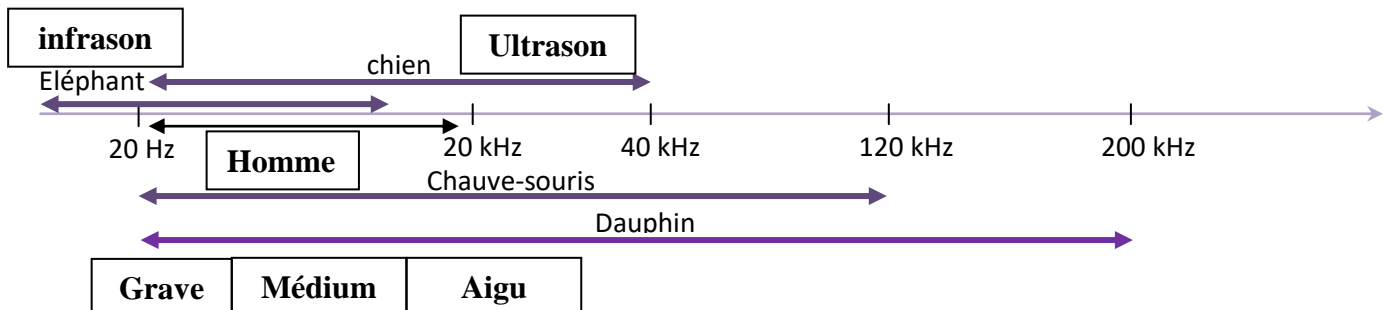 infrason
Ultrason
chien
Eléphant
20 Hz
20 kHz
40 kHz
120 kHz
200 kHz
Homme
Chauve-souris
Dauphin
Grave
Médium
Aigu